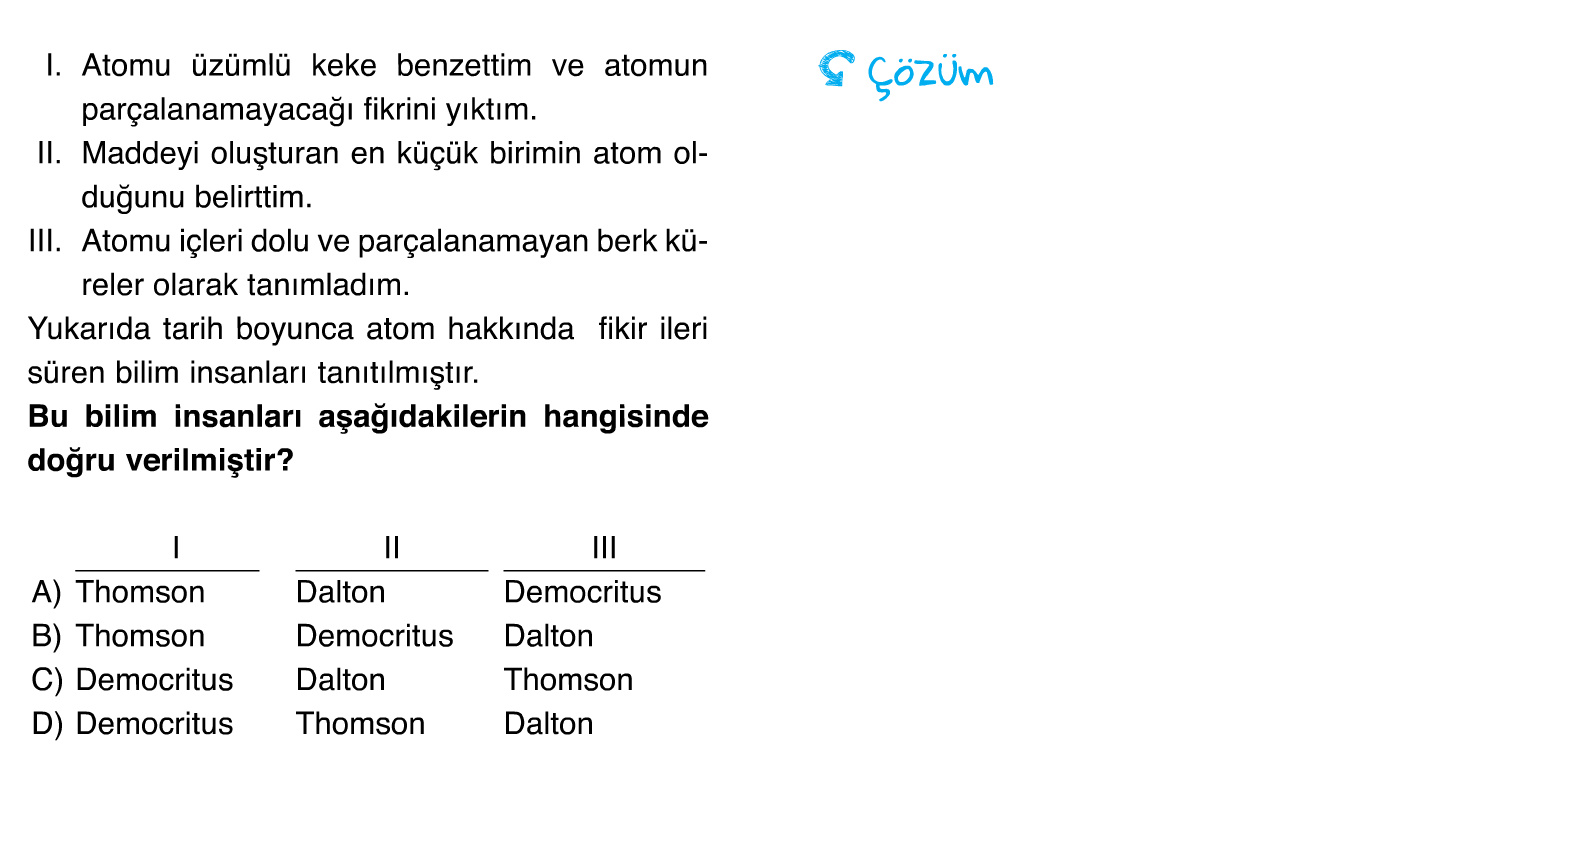 I. Atomu üzümlü keke benzettim ve atomun
parçalanamayacağı fikrini yıktım.
II. Maddeyi oluşturan en küçük birimin atom ol-
duğunu belirttim.
III. Atomu içleri dolu ve parçalanamayan berk kü-
reler olarak tanımladım.
Yukarıda tarih boyunca atom hakkında fikir ileri
süren bilim insanları tanıtılmıştır.
Bu bilim insanları aşağıdakilerin hangisinde
doğru verilmiştir?
I II III
A) Thomson Dalton Democritus
B) Thomson Democritus Dalton
C) Democritus Dalton Thomson
D) Democritus Thomson Dalton
Çözüm